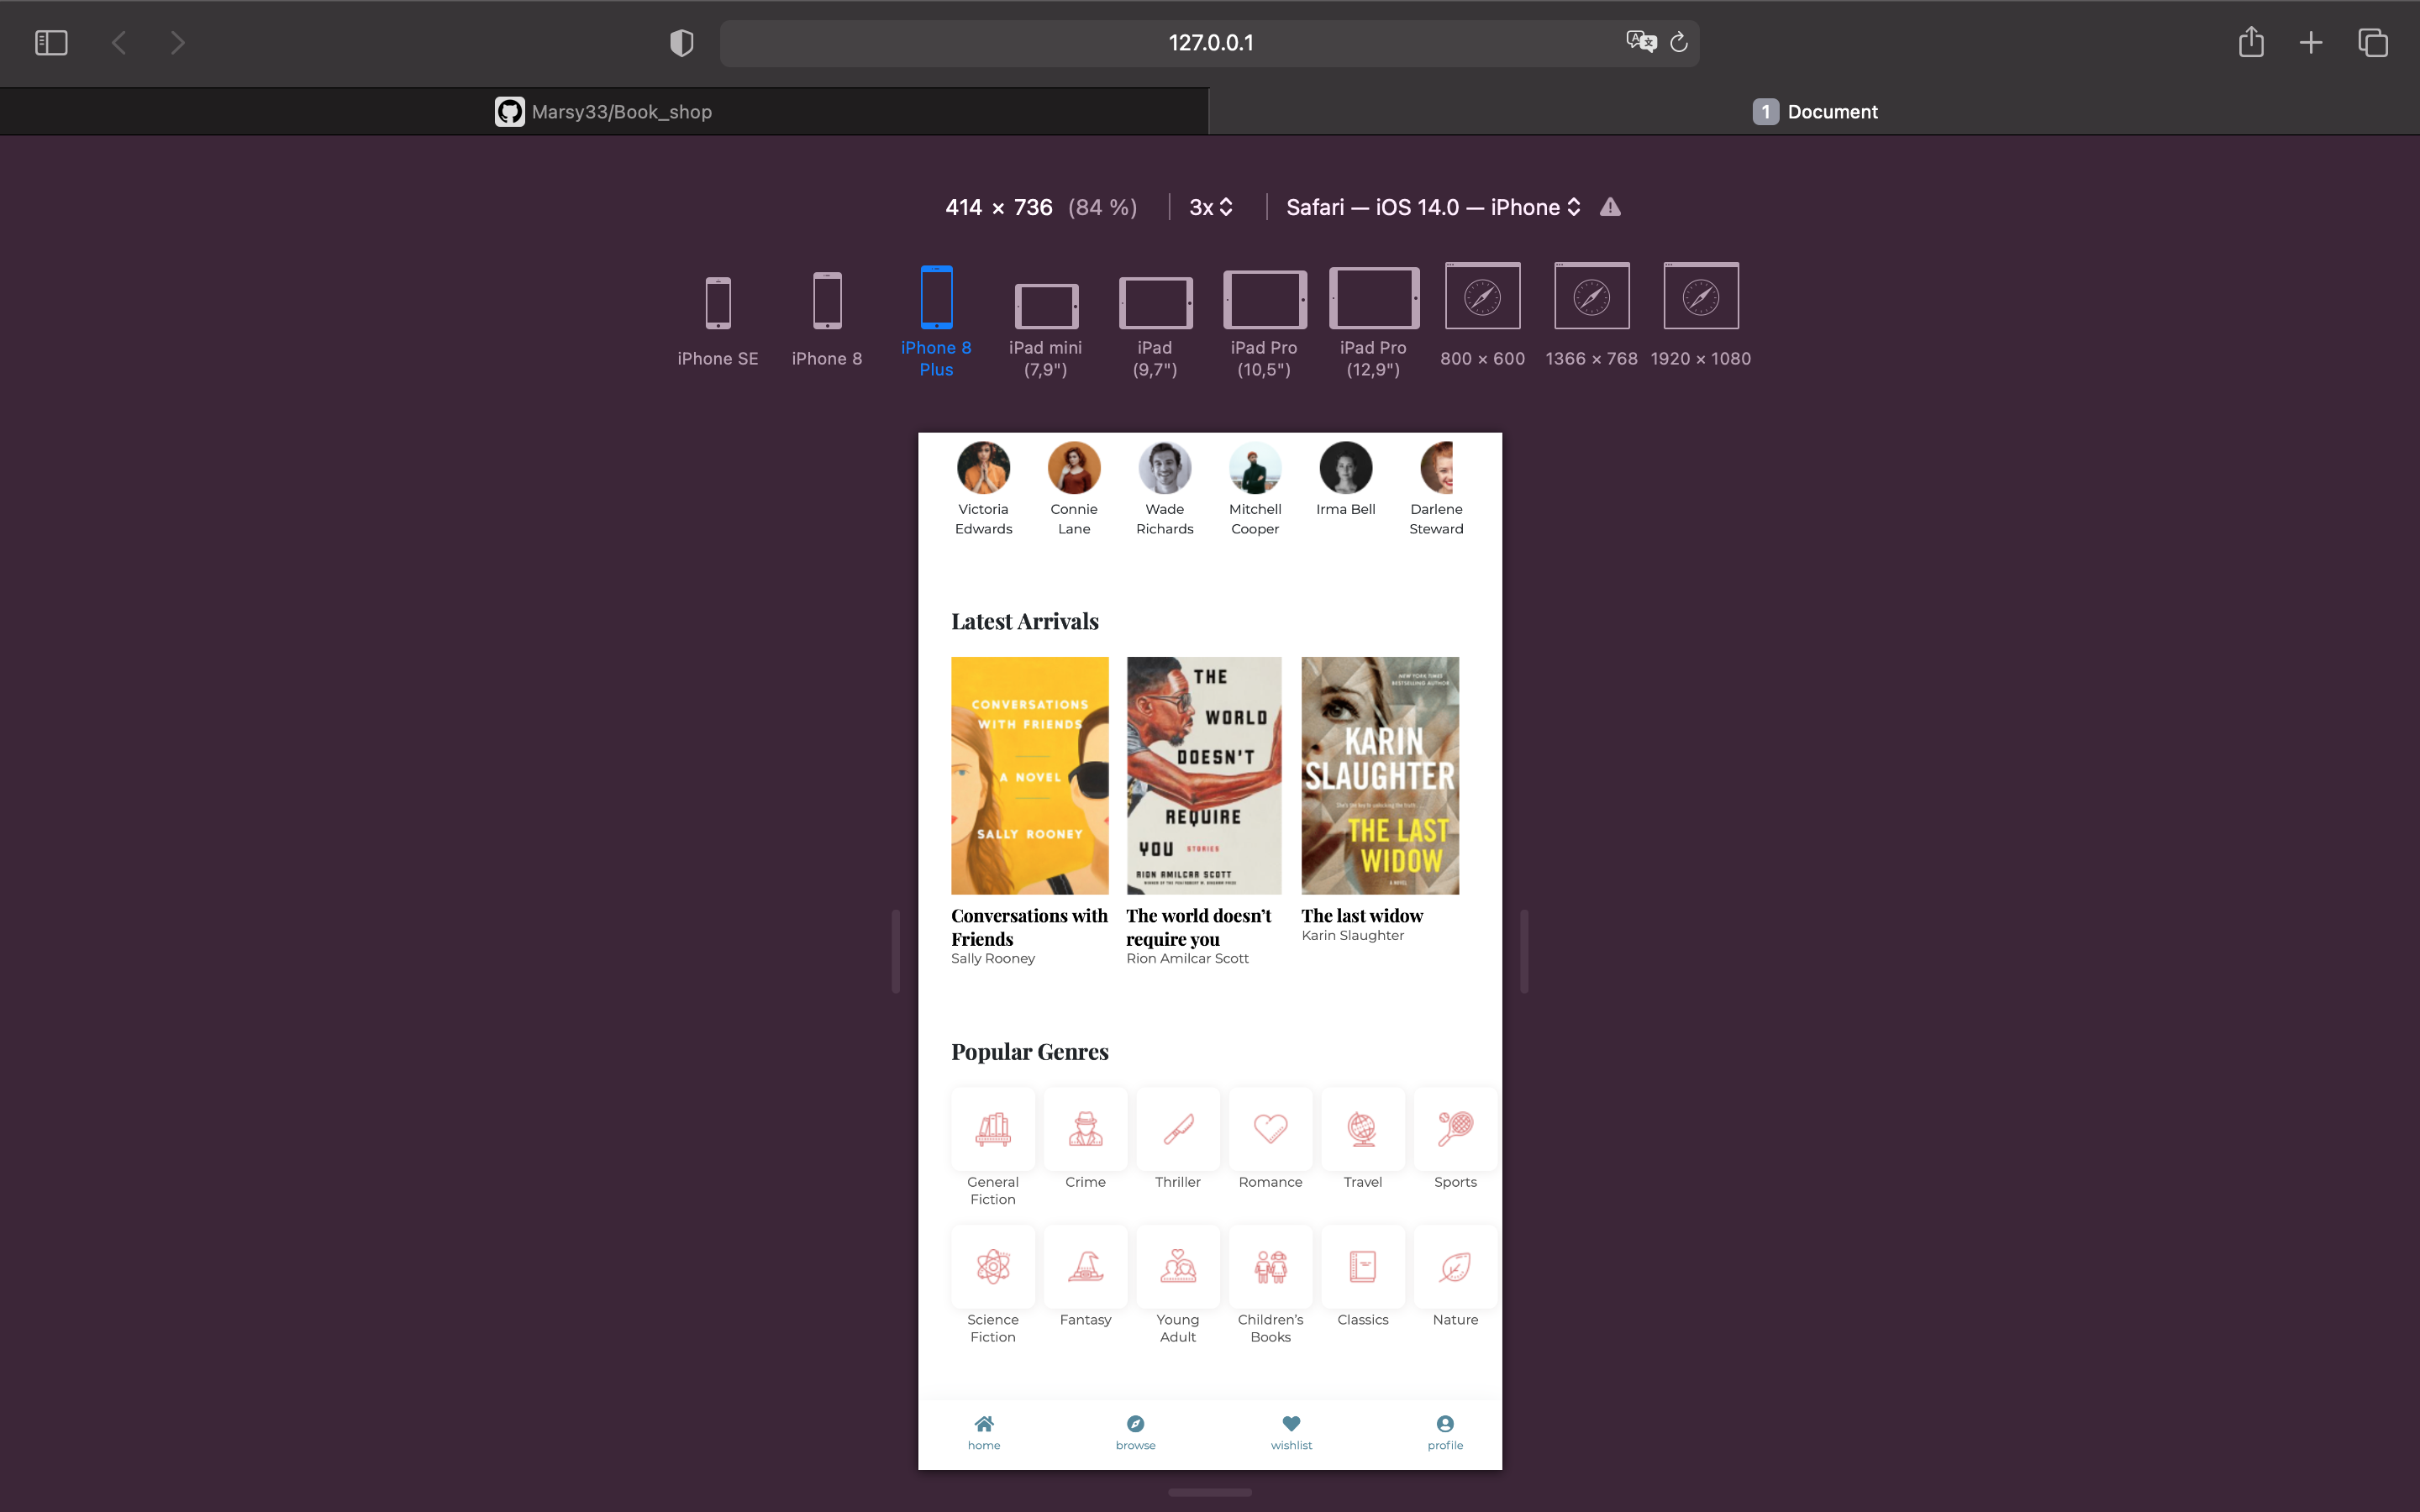 127.0.0.1
Marsy33/Book_shop
1 Document
414 × 736 (84 %) 3x Safari — iOS 14.0 — iPhone
iPhone SE
iPhone 8
iPhone 8
Plus
iPad mini
(7,9")
iPad
(9,7")
iPad Pro
(10,5")
iPad Pro
(12,9")
800 × 600
1366 × 768
1920 × 1080
Victoria
Edwards
Connie
Lane
Wade
Richards
Mitchell
Cooper
Irma Bell
Darlene
Steward
Latest Arrivals
CONVERSATIONS
WITH FRIENDS
A NOVEL
SALLY ROONEY
THE
WORLD
DOESN'T
REQUIRE
YOU STORIES
RION AMILCAR SCOTT
NEW YORK TIMES
BESTSELLING AUTHOR
KARIN
SLAUGHTER
THE LAST
WIDOW
A NOVEL
Conversations with
Friends
Sally Rooney
The world doesn’t
require you
Rion Amilcar Scott
The last widow
Karin Slaughter
Popular Genres
General
Fiction
Crime
Thriller
Romance
Travel
Sports
Science
Fiction
Fantasy
Young
Adult
Children’s
Books
Classics
Nature
home
browse
wishlist
profile